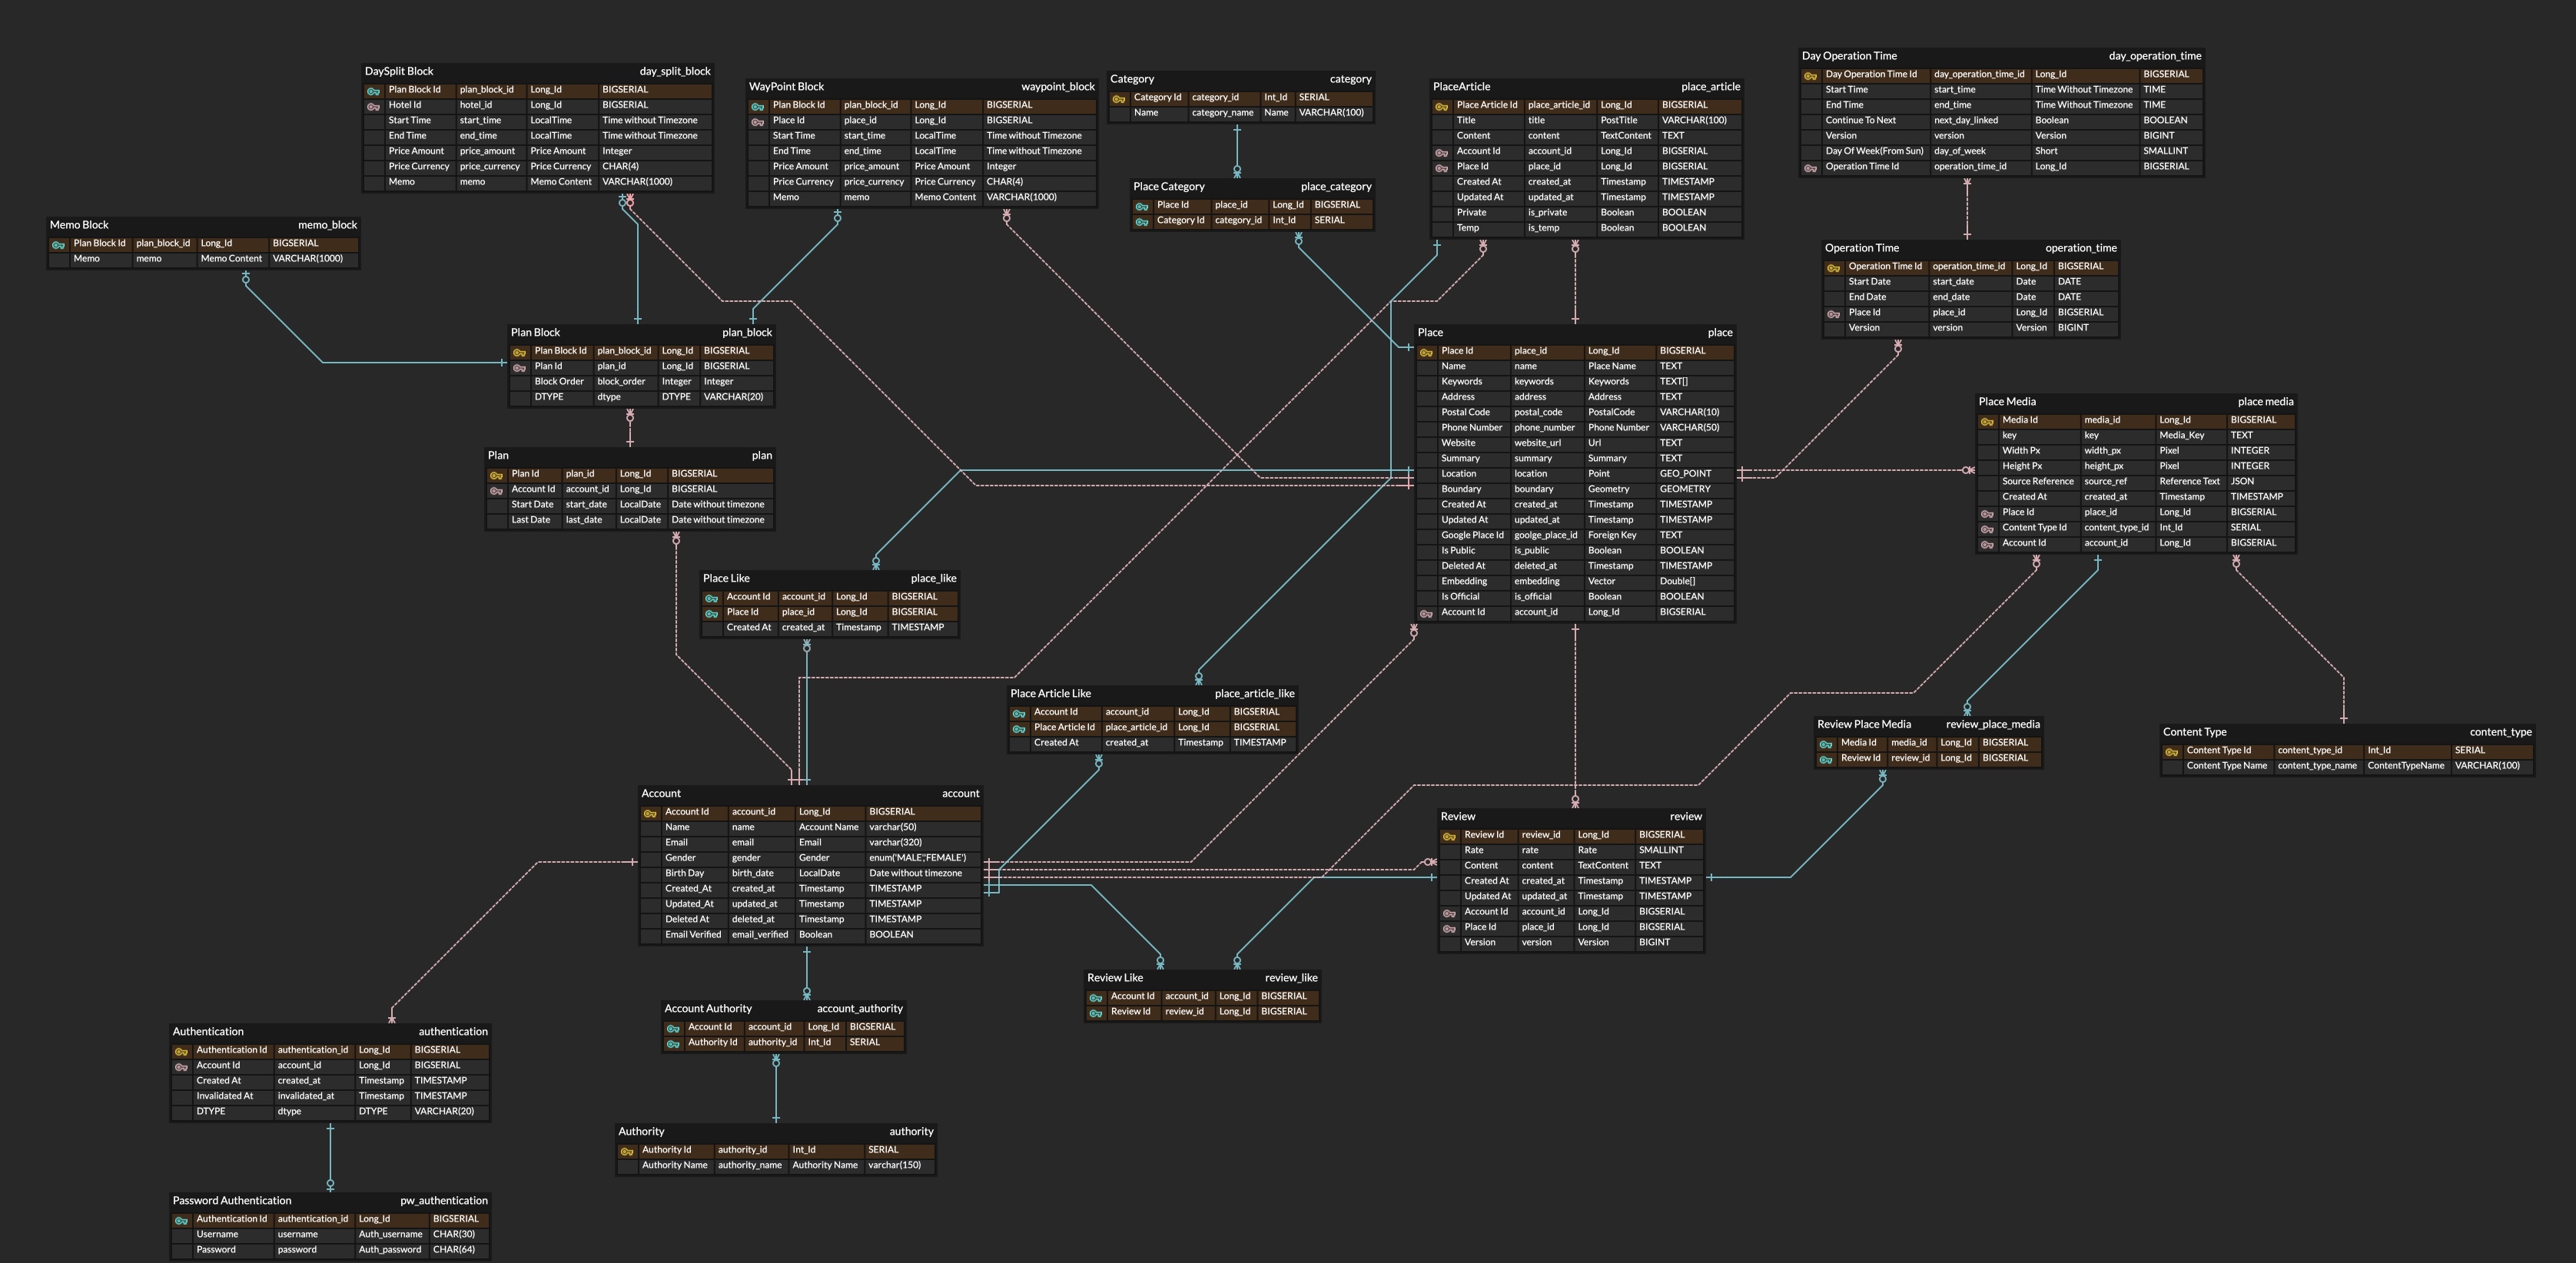 DaySplit Block day_split_block
Plan Block Id plan_block_id Long_Id BIGSERIAL
Hotel Id hotel_id Long_Id BIGSERIAL
Start Time start_time LocalTime Time without Timezone
End Time end_time LocalTime Time without Timezone
Price Amount price_amount Price Amount Integer
Price Currency price_currency Price Currency CHAR(4)
Memo memo Memo Content VARCHAR(1000)
WayPoint Block waypoint_block
Plan Block Id plan_block_id Long_Id BIGSERIAL
Place Id place_id Long_Id BIGSERIAL
Start Time start_time LocalTime Time without Timezone
End Time end_time LocalTime Time without Timezone
Price Amount price_amount Price Amount Integer
Price Currency price_currency Price Currency CHAR(4)
Memo memo Memo Content VARCHAR(1000)
Category category
Category Id category_id Int_Id SERIAL
Name category_name Name VARCHAR(100)
Place Category place_category
Place Id place_id Long_Id BIGSERIAL
Category Id category_id Int_Id SERIAL
PlaceArticle place_article
Place Article Id place_article_id Long_Id BIGSERIAL
Title title PostTitle VARCHAR(100)
Content content TextContent TEXT
Account Id account_id Long_Id BIGSERIAL
Place Id place_id Long_Id BIGSERIAL
Created At created_at Timestamp TIMESTAMP
Updated At updated_at Timestamp TIMESTAMP
Private is_private Boolean BOOLEAN
Temp is_temp Boolean BOOLEAN
Day Operation Time day_operation_time
Day Operation Time Id day_operation_time_id Long_Id BIGSERIAL
Start Time start_time Time Without Timezone TIME
End Time end_time Time Without Timezone TIME
Continue To Next next_day_linked Boolean BOOLEAN
Version version Version BIGINT
Day Of Week(From Sun) day_of_week Short SMALLINT
Operation Time Id operation_time_id Long_Id BIGSERIAL
Memo Block memo_block
Plan Block Id plan_block_id Long_Id BIGSERIAL
Memo memo Memo Content VARCHAR(1000)
Operation Time operation_time
Operation Time Id operation_time_id Long_Id BIGSERIAL
Start Date start_date Date DATE
End Date end_date Date DATE
Place Id place_id Long_Id BIGSERIAL
Version version Version BIGINT
Plan Block plan_block
Plan Block Id plan_block_id Long_Id BIGSERIAL
Plan Id plan_id Long_Id BIGSERIAL
Block Order block_order Integer Integer
DTYPE dtype DTYPE VARCHAR(20)
Place place
Place Id place_id Long_Id BIGSERIAL
Name name Place Name TEXT
Keywords keywords Keywords TEXT[]
Address address Address TEXT
Postal Code postal_code PostalCode VARCHAR(10)
Phone Number phone_number Phone Number VARCHAR(50)
Website website_url Url TEXT
Summary summary Summary TEXT
Location location Point GEO_POINT
Boundary boundary Geometry GEOMETRY
Created At created_at Timestamp TIMESTAMP
Updated At updated_at Timestamp TIMESTAMP
Google Place Id goolge_place_id Foreign Key TEXT
Is Public is_public Boolean BOOLEAN
Deleted At deleted_at Timestamp TIMESTAMP
Embedding embedding Vector Double[]
Is Official is_official Boolean BOOLEAN
Account Id account_id Long_Id BIGSERIAL
Place Media place media
Media Id media_id Long_Id BIGSERIAL
key key Media_Key TEXT
Width Px width_px Pixel INTEGER
Height Px height_px Pixel INTEGER
Source Reference source_ref Reference Text JSON
Created At created_at Timestamp TIMESTAMP
Place Id place_id Long_Id BIGSERIAL
Content Type Id content_type_id Int_Id SERIAL
Account Id account_id Long_Id BIGSERIAL
Plan plan
Plan Id plan_id Long_Id BIGSERIAL
Account Id account_id Long_Id BIGSERIAL
Start Date start_date LocalDate Date without timezone
Last Date last_date LocalDate Date without timezone
Place Like place_like
Account Id account_id Long_Id BIGSERIAL
Place Id place_id Long_Id BIGSERIAL
Created At created_at Timestamp TIMESTAMP
Place Article Like place_article_like
Account Id account_id Long_Id BIGSERIAL
Place Article Id place_article_id Long_Id BIGSERIAL
Created At created_at Timestamp TIMESTAMP
Review Place Media review_place_media
Media Id media_id Long_Id BIGSERIAL
Review Id review_id Long_Id BIGSERIAL
Content Type content_type
Content Type Id content_type_id Int_Id SERIAL
Content Type Name content_type_name ContentTypeName VARCHAR(100)
Account account
Account Id account_id Long_Id BIGSERIAL
Name name Account Name varchar(50)
Email email Email varchar(320)
Gender gender Gender enum('MALE','FEMALE')
Birth Day birth_date LocalDate Date without timezone
Created_At created_at Timestamp TIMESTAMP
Updated_At updated_at Timestamp TIMESTAMP
Deleted At deleted_at Timestamp TIMESTAMP
Email Verified email_verified Boolean BOOLEAN
Review review
Review Id review_id Long_Id BIGSERIAL
Rate rate Rate SMALLINT
Content content TextContent TEXT
Created At created_at Timestamp TIMESTAMP
Updated At updated_at Timestamp TIMESTAMP
Account Id account_id Long_Id BIGSERIAL
Place Id place_id Long_Id BIGSERIAL
Version version Version BIGINT
Review Like review_like
Account Id account_id Long_Id BIGSERIAL
Review Id review_id Long_Id BIGSERIAL
Account Authority account_authority
Account Id account_id Long_Id BIGSERIAL
Authority Id authority_id Int_Id SERIAL
Authentication authentication
Authentication Id authentication_id Long_Id BIGSERIAL
Account Id account_id Long_Id BIGSERIAL
Created At created_at Timestamp TIMESTAMP
Invalidated At invalidated_at Timestamp TIMESTAMP
DTYPE dtype DTYPE VARCHAR(20)
Authority authority
Authority Id authority_id Int_Id SERIAL
Authority Name authority_name Authority Name varchar(150)
Password Authentication pw_authentication
Authentication Id authentication_id Long_Id BIGSERIAL
Username username Auth_username CHAR(30)
Password password Auth_password CHAR(64)